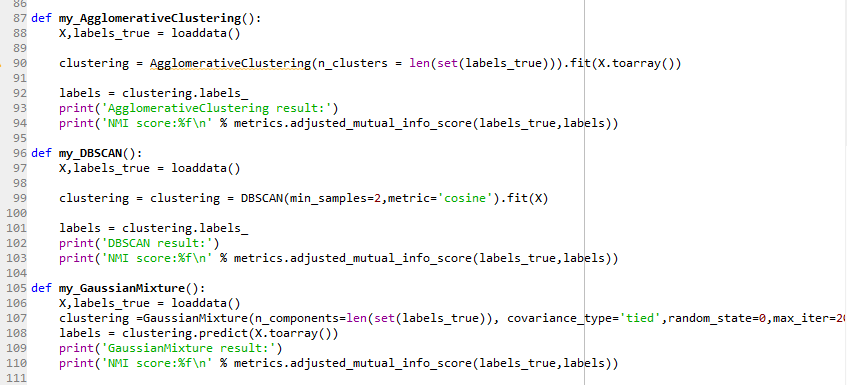 86
87 def my_AgglomerativeClustering():
88     X,labels_true = loaddata()
89
90     clustering = AgglomerativeClustering(n_clusters = len(set(labels_true))).fit(X.toarray())
91
92     labels = clustering.labels_
93     print('AgglomerativeClustering result:')
94     print('NMI score:%f\n' % metrics.adjusted_mutual_info_score(labels_true,labels))
95
96 def my_DBSCAN():
97     X,labels_true = loaddata()
98
99     clustering = clustering = DBSCAN(min_samples=2,metric='cosine').fit(X)
100
101     labels = clustering.labels_
102     print('DBSCAN result:')
103     print('NMI score:%f\n' % metrics.adjusted_mutual_info_score(labels_true,labels))
104
105 def my_GaussianMixture():
106     X,labels_true = loaddata()
107     clustering =GaussianMixture(n_components=len(set(labels_true)), covariance_type='tied',random_state=0,max_iter=20
108     labels = clustering.predict(X.toarray())
109     print('GaussianMixture result:')
110     print('NMI score:%f\n' % metrics.adjusted_mutual_info_score(labels_true,labels))
111